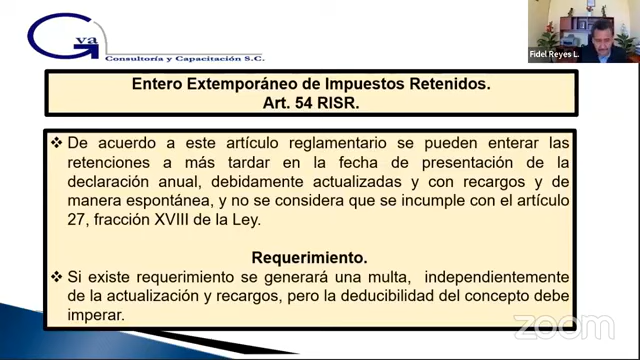 Gva
Consultoría y Capacitación S.C.
Fidel Reyes L.
Entero Extemporáneo de Impuestos Retenidos.
Art. 54 RISR.
❖ De acuerdo a este artículo reglamentario se pueden enterar las
retenciones a más tardar en la fecha de presentación de la
declaración anual, debidamente actualizadas y con recargos y de
manera espontánea, y no se considera que se incumple con el artículo
27, fracción XVIII de la Ley.
Requerimiento.
❖ Si existe requerimiento se generará una multa, independientemente
de la actualización y recargos, pero la deducibilidad del concepto debe
imperar.
zoom